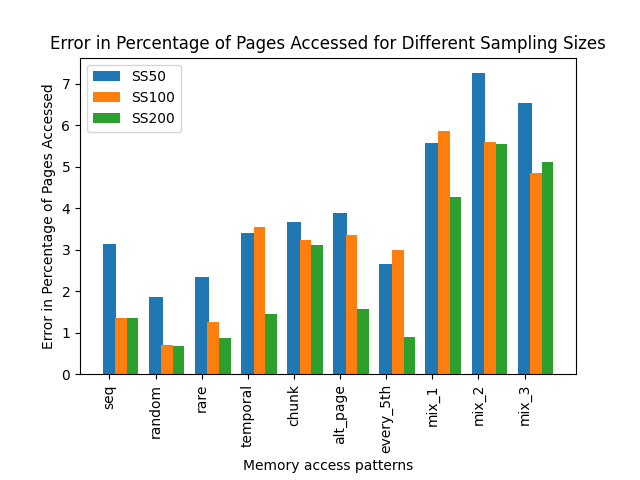 Error in Percentage of Pages Accessed for Different Sampling Sizes
SS50
SS100
SS200
Error in Percentage of Pages Accessed
7
6
5
4
3
2
1
0
seq
random
rare
temporal
chunk
alt_page
every_5th
mix_1
mix_2
mix_3
Memory access patterns